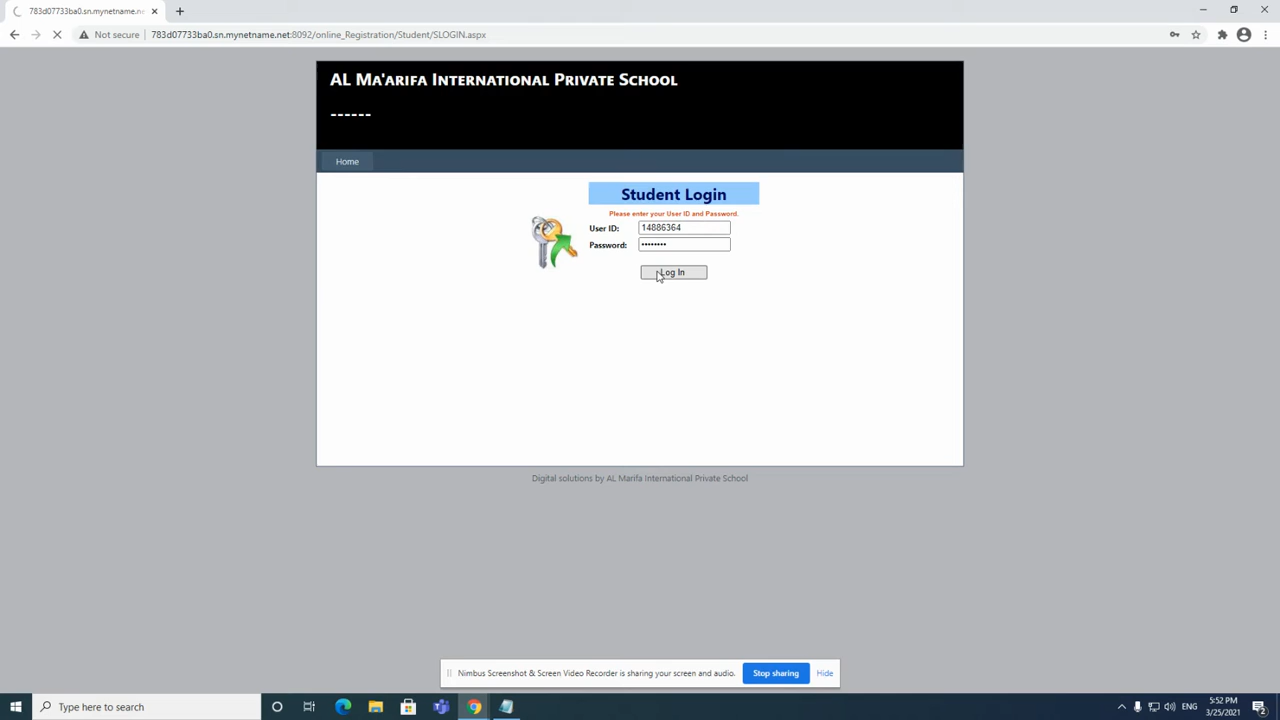 783d07733ba0.sn.mynetname.ne
Not secure
783d07733ba0.sn.mynetname.net:8092/online_Registration/Student/SLOGIN.aspx
AL MA'ARIFA INTERNATIONAL PRIVATE SCHOOL
------
Home
Student Login
Please enter your User ID and Password.
User ID: 14886364
Password: ••••••••
Log In
Digital solutions by AL Marifa International Private School
Nimbus Screenshot & Screen Video Recorder is sharing your screen and audio. Stop sharing Hide
Type here to search
ENG
5:52 PM
3/25/2021
2